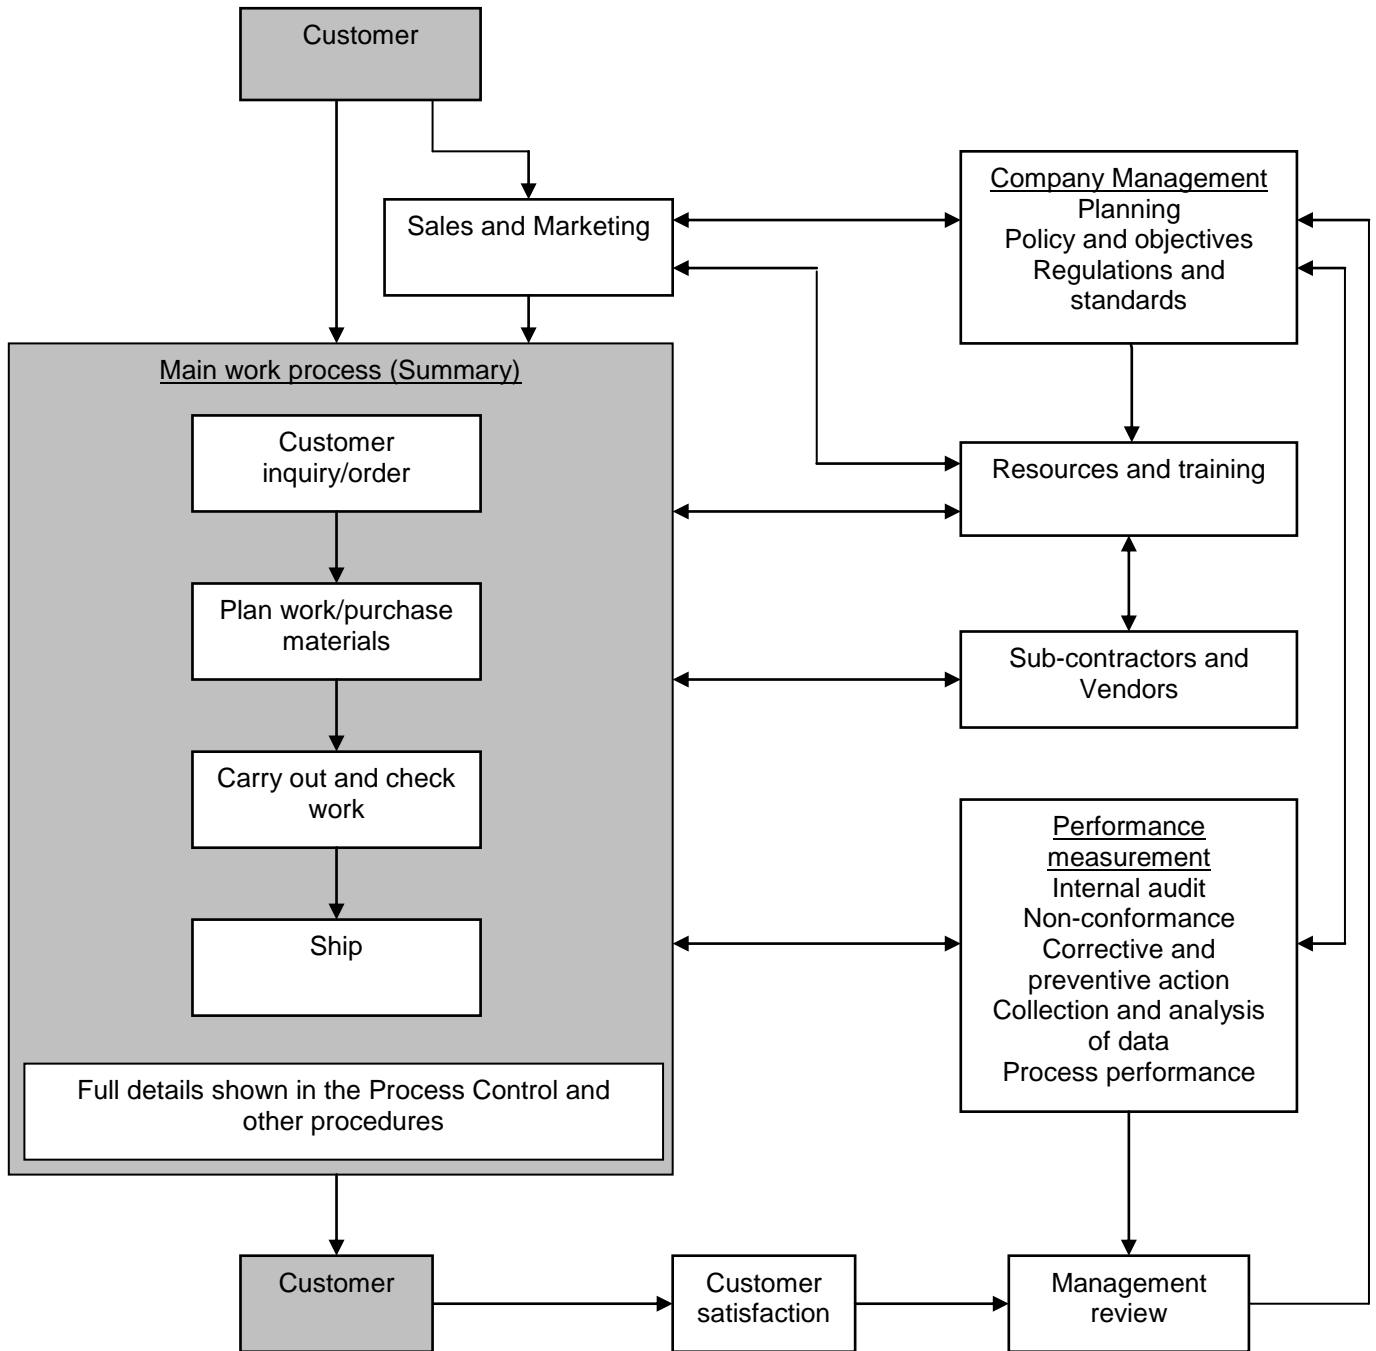 Customer
Sales and Marketing
Company Management
Planning
Policy and objectives
Regulations and
standards
Main work process (Summary)
Customer
inquiry/order
Resources and training
Plan work/purchase
materials
Sub-contractors and
Vendors
Carry out and check
work
Performance
measurement
Internal audit
Non-conformance
Corrective and
preventive action
Collection and analysis
of data
Process performance
Ship
Full details shown in the Process Control and
other procedures
Customer
Customer
satisfaction
Management
review